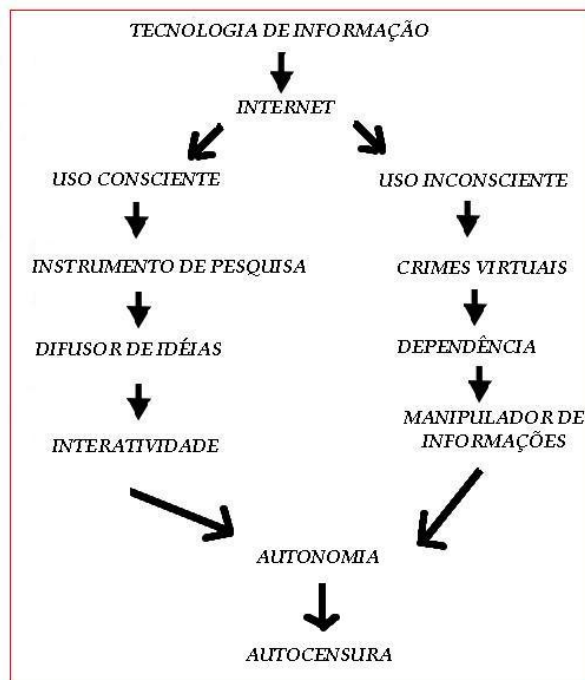 TECNOLOGIA DE INFORMAÇÃO
INTERNET
USO CONSCIENTE
USO INCONSCIENTE
INSTRUMENTO DE PESQUISA
CRIMES VIRTUAIS
DIFUSOR DE IDÉIAS
DEPENDÊNCIA
INTERATIVIDADE
MANIPULADOR DE
INFORMAÇÕES
AUTONOMIA
AUTOCENSURA